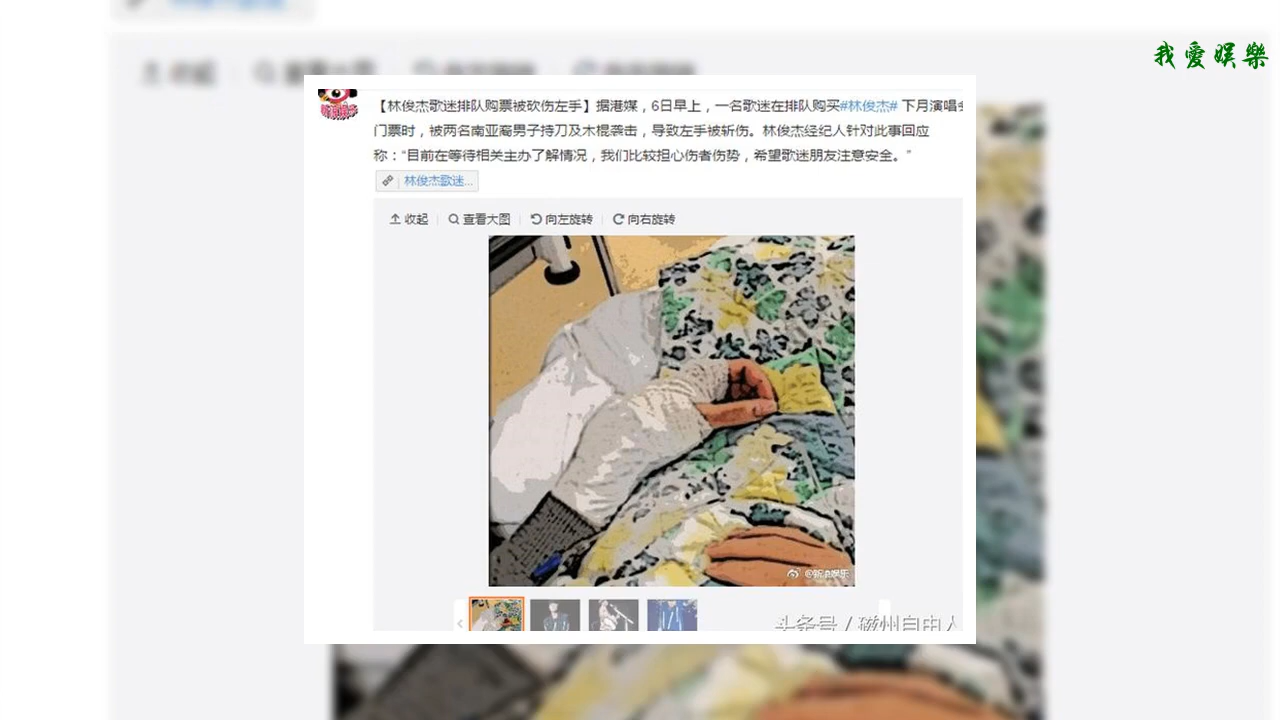 我愛娛樂
【林俊杰歌迷排队购票被砍伤左手】据港媒，6日早上，一名歌迷在排队购买#林俊杰# 下月演唱会
门票时，被两名南亚裔男子持刀及木棍袭击，导致左手被斩伤。林俊杰经纪人针对此事回应
称：“目前在等待相关主办了解情况，我们比较担心伤者伤势，希望歌迷朋友注意安全。”
林俊杰歌迷...
收起 查看大图 向左旋转 向右旋转
@新浪娱乐
头条号 / 磁州自由人